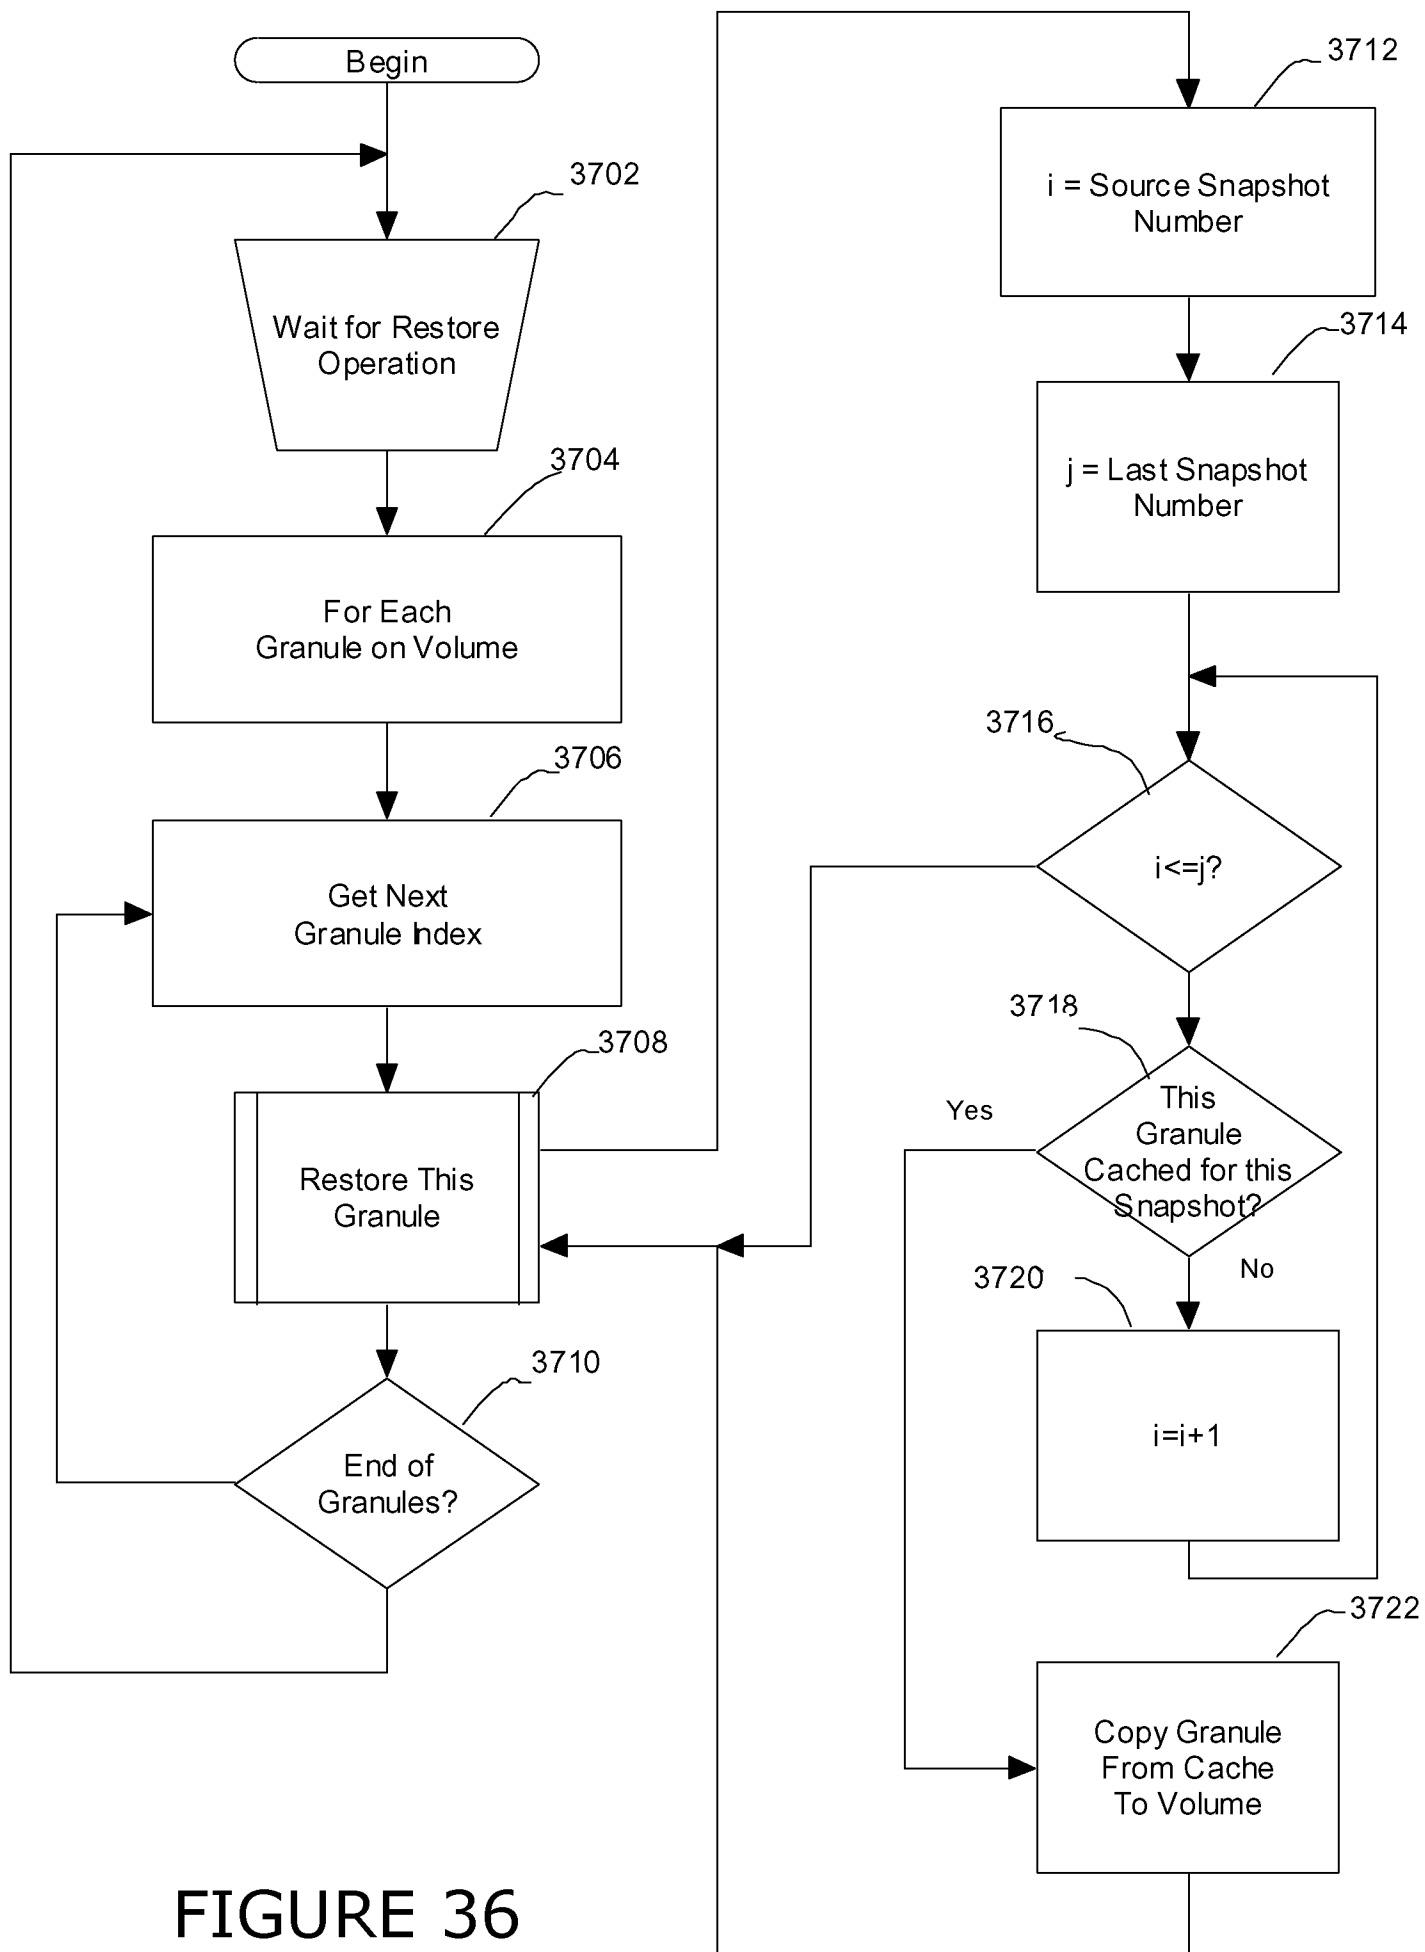 Begin
3702
Wait for Restore
Operation
3704
For Each
Granule on Volume
3706
Get Next
Granule Index
3708
Restore This
Granule
3710
End of
Granules?
3712
i = Source Snapshot
Number
3714
j = Last Snapshot
Number
3716
i<=j?
3718
This
Granule
Cached for this
Snapshot?
Yes
No
3720
i=i+1
3722
Copy Granule
From Cache
To Volume
FIGURE 36